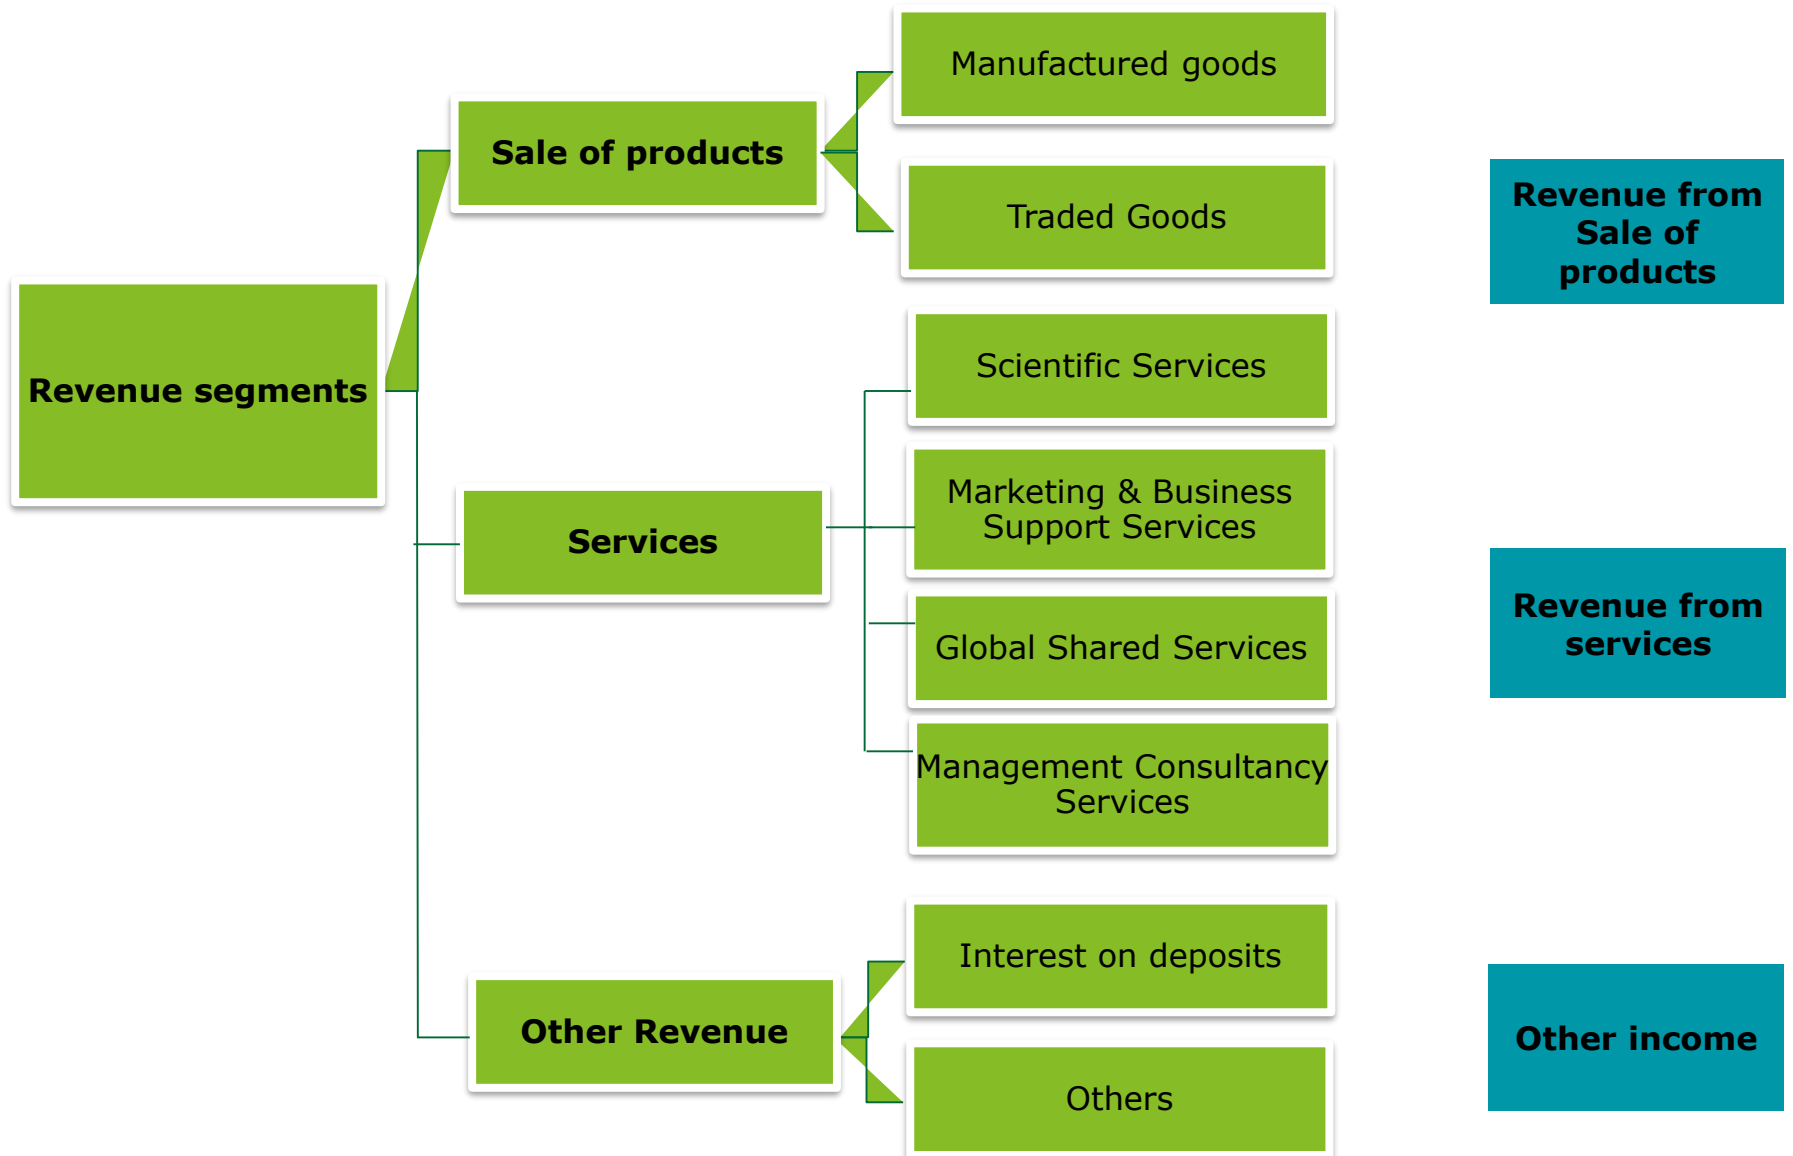 Revenue segments
Sale of products
Manufactured goods
Traded Goods
Revenue from
Sale of
products
Services
Scientific Services
Marketing & Business
Support Services
Global Shared Services
Management Consultancy
Services
Revenue from
services
Other Revenue
Interest on deposits
Others
Other income